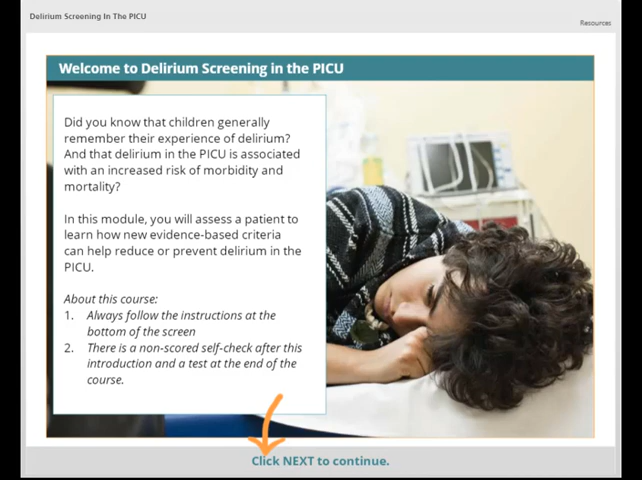 Delirium Screening In The PICU
Resources
Welcome to Delirium Screening in the PICU
Did you know that children generally
remember their experience of delirium?
And that delirium in the PICU is associated
with an increased risk of morbidity and
mortality?
In this module, you will assess a patient to
learn how new evidence-based criteria
can help reduce or prevent delirium in the
PICU.
About this course:
1. Always follow the instructions at the
bottom of the screen
2. There is a non-scored self-check after this
introduction and a test at the end of the
course.
Click NEXT to continue.